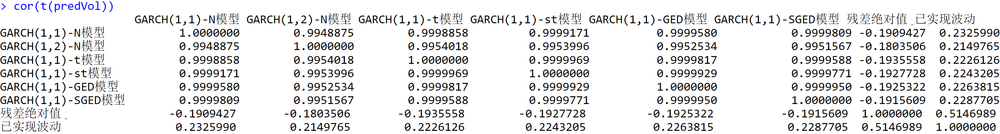 > cor(t(predVol))
GARCH(1,1)-N模型 GARCH(1,2)-N模型 GARCH(1,1)-t模型 GARCH(1,1)-st模型 GARCH(1,1)-GED模型 GARCH(1,1)-SGED模型 残差绝对值 已实现波动
GARCH(1,1)-N模型 1.0000000 0.9948875 0.9998858 0.9999171 0.9999580 0.9999809 -0.1909427 0.2325990
GARCH(1,2)-N模型 0.9948875 1.0000000 0.9954018 0.9953996 0.9952534 0.9951567 -0.1803506 0.2149765
GARCH(1,1)-t模型 0.9998858 0.9954018 1.0000000 0.9999969 0.9999817 0.9999588 -0.1935558 0.2226126
GARCH(1,1)-st模型 0.9999171 0.9953996 0.9999969 1.0000000 0.9999929 0.9999771 -0.1927728 0.2243205
GARCH(1,1)-GED模型 0.9999580 0.9952534 0.9999817 0.9999929 1.0000000 0.9999950 -0.1925322 0.2263815
GARCH(1,1)-SGED模型 0.9999809 0.9951567 0.9999588 0.9999771 0.9999950 1.0000000 -0.1915609 0.2287705
残差绝对值 -0.1909427 -0.1803506 -0.1935558 -0.1927728 -0.1925322 -0.1915609 1.0000000 0.5146989
已实现波动 0.2325990 0.2149765 0.2226126 0.2243205 0.2263815 0.2287705 0.5146989 1.0000000